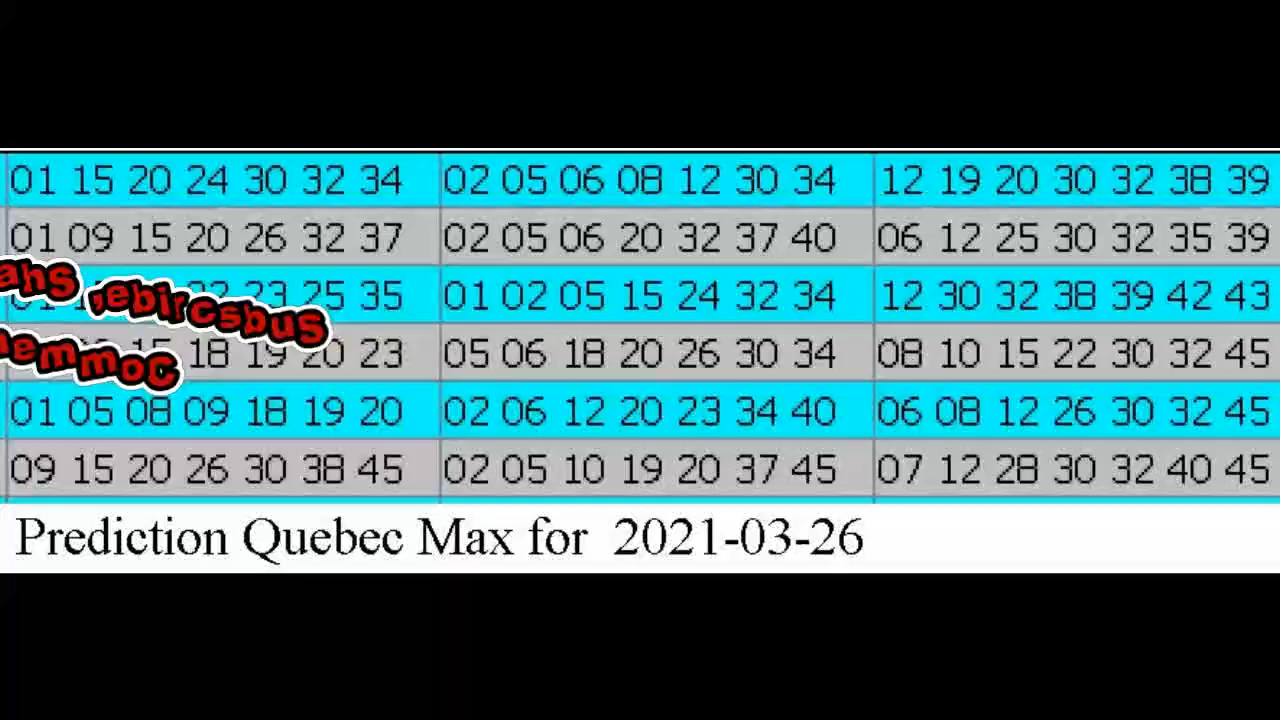 01 15 20 24 30 32 34 02 05 06 08 12 30 34 12 19 20 30 32 38 39
01 09 15 20 26 32 37 02 05 06 20 32 37 40 06 12 25 30 32 35 39
23 25 35 01 02 05 15 24 32 34 12 30 32 38 39 42 43
18 19 20 23 05 06 18 20 26 30 34 08 10 15 22 30 32 45
01 05 08 09 18 19 20 02 06 12 20 23 34 40 06 08 12 26 30 32 45
09 15 20 26 30 38 45 02 05 10 19 20 37 45 07 12 28 30 32 40 45
Prediction Quebec Max for 2021-03-26